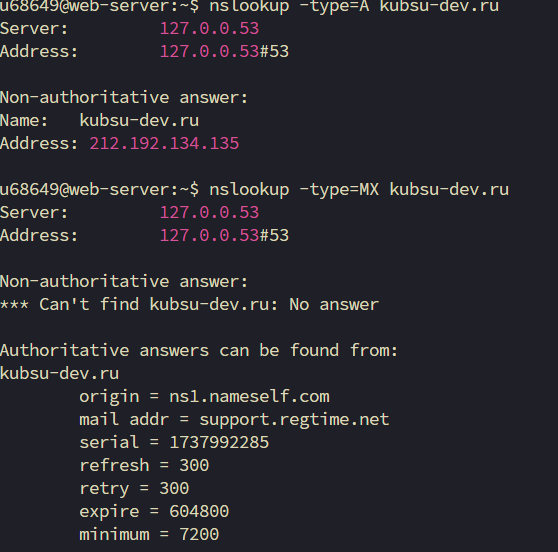 u68649@web-server:~$ nslookup -type=A kubsu-dev.ru
Server:         127.0.0.53
Address:        127.0.0.53#53

Non-authoritative answer:
Name:   kubsu-dev.ru
Address: 212.192.134.135

u68649@web-server:~$ nslookup -type=MX kubsu-dev.ru
Server:         127.0.0.53
Address:        127.0.0.53#53

Non-authoritative answer:
*** Can't find kubsu-dev.ru: No answer

Authoritative answers can be found from:
kubsu-dev.ru
        origin = ns1.nameself.com
        mail addr = support.regtime.net
        serial = 1737992285
        refresh = 300
        retry = 300
        expire = 604800
        minimum = 7200